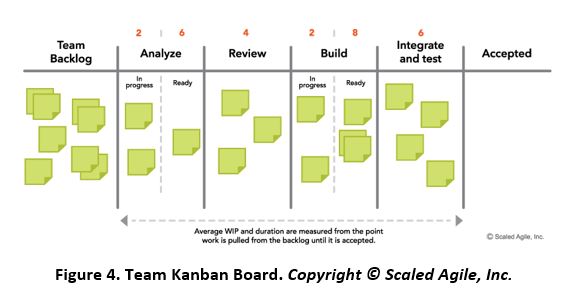 2 6 4 2 8 6
Team
Backlog
Analyze
Review
Build
Integrate
and test
Accepted
In
progress
Ready
In
progress
Ready
Average WIP and duration are measured from the point
work is pulled from the backlog until it is accepted.
© Scaled Agile, Inc.
Figure 4. Team Kanban Board. Copyright © Scaled Agile, Inc.